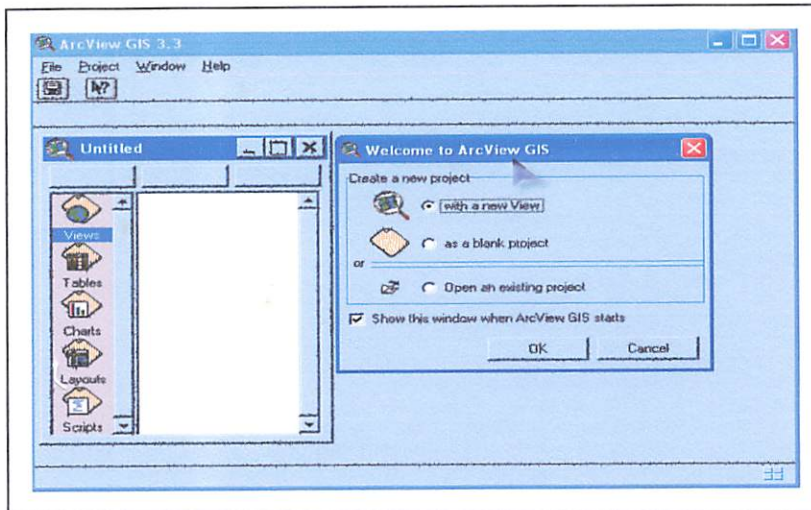 ArcView GIS 3.3
File Project Window Help
Untitled
Views
Tables
Charts
Layouts
Scripts
Welcome to ArcView GIS
Create a new project
with a new View
as a blank project
or
Open an existing project
Show this window when ArcView GIS starts
OK Cancel